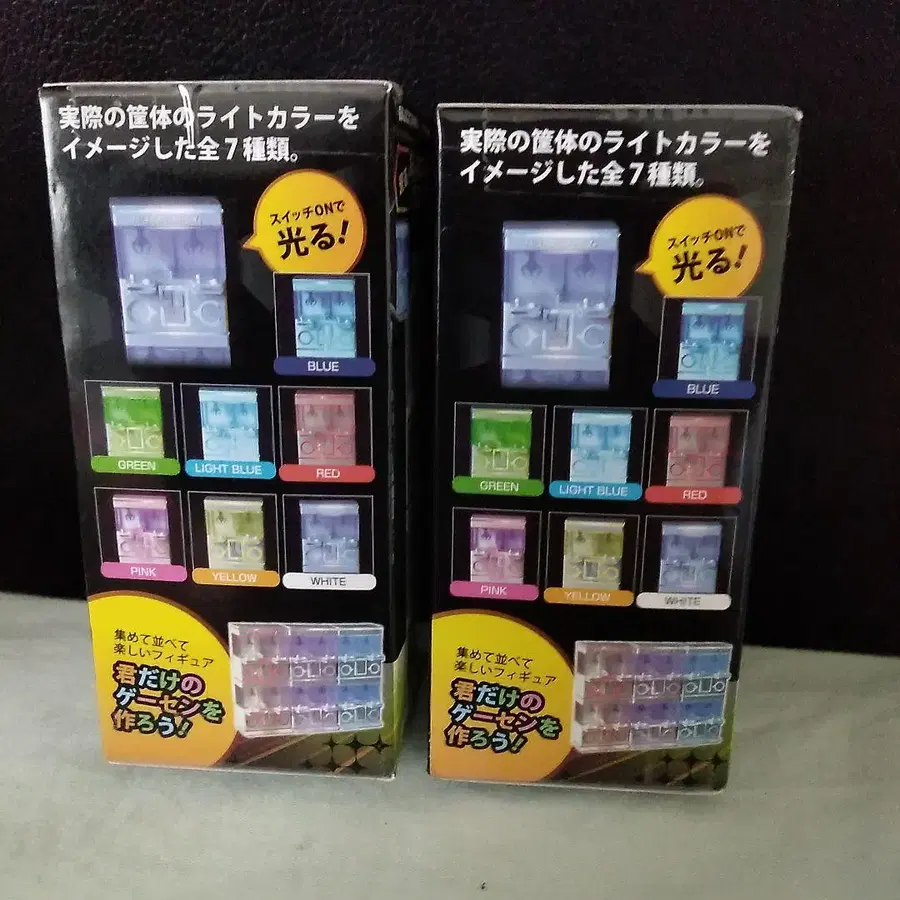 実際の筐体のライトカラーを
イメージした全7種類。
スイッチONで
光る!
BLUE
GREEN
LIGHT BLUE
RED
PINK
YELLOW
WHITE
集めて並べて
楽しいフィギュア
君だけの
ゲーセンを
作ろう!!
実際の筐体のライトカラーを
イメージした全7種類。
スイッチONで
光る!
BLUE
GREEN
LIGHT BLUE
RED
PINK
YELLOW
WHITE
集めて並べて
楽しいフィギュア
君だけの
ゲーセンを
作ろう!!